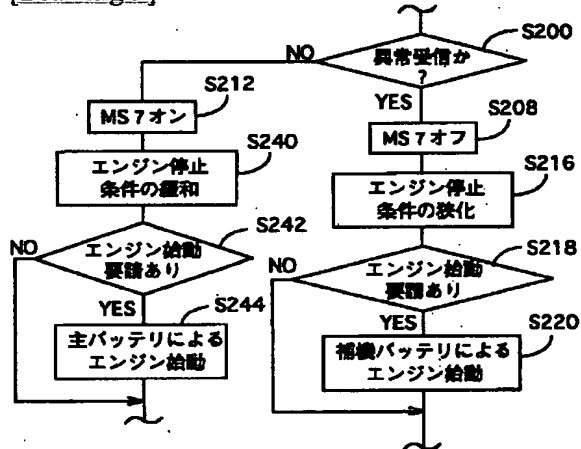 S200
異常受信か
?
NO
YES
S212
MS7オン
S208
MS7オフ
S240
エンジン停止
条件の緩和
S216
エンジン停止
条件の狭化
S242
エンジン始動
要請あり
NO
YES
S218
エンジン始動
要請あり
NO
YES
S244
主バッテリによる
エンジン始動
S220
補機バッテリによる
エンジン始動